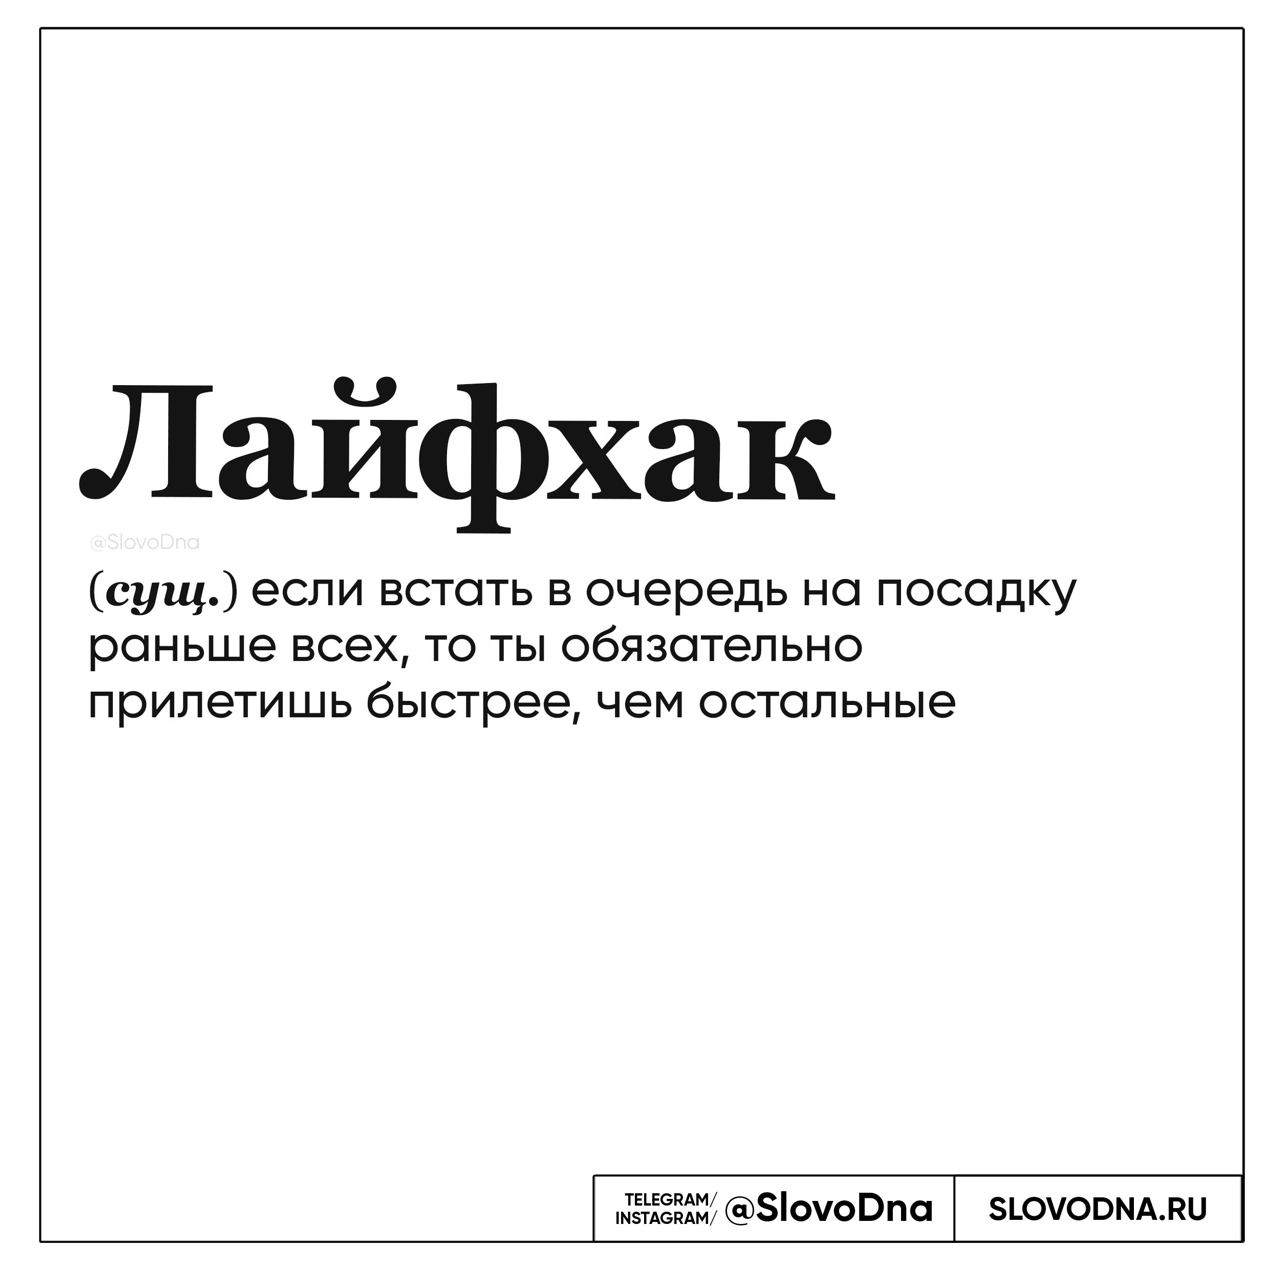 Лайфхак
@SlovoDna
(сущ.) если встать в очередь на посадку
раньше всех, то ты обязательно
прилетишь быстрее, чем остальные
TELEGRAM/
INSTAGRAM/
@SlovoDna
SLOVODNA.RU